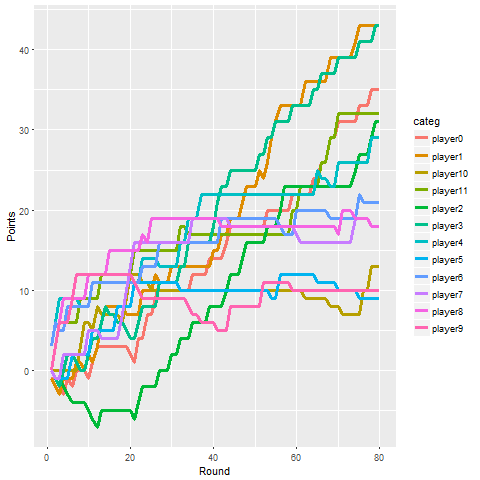 40
30
20
10
0
Points
0 20 40 60 80
Round
categ
player0
player1
player10
player11
player2
player3
player4
player5
player6
player7
player8
player9